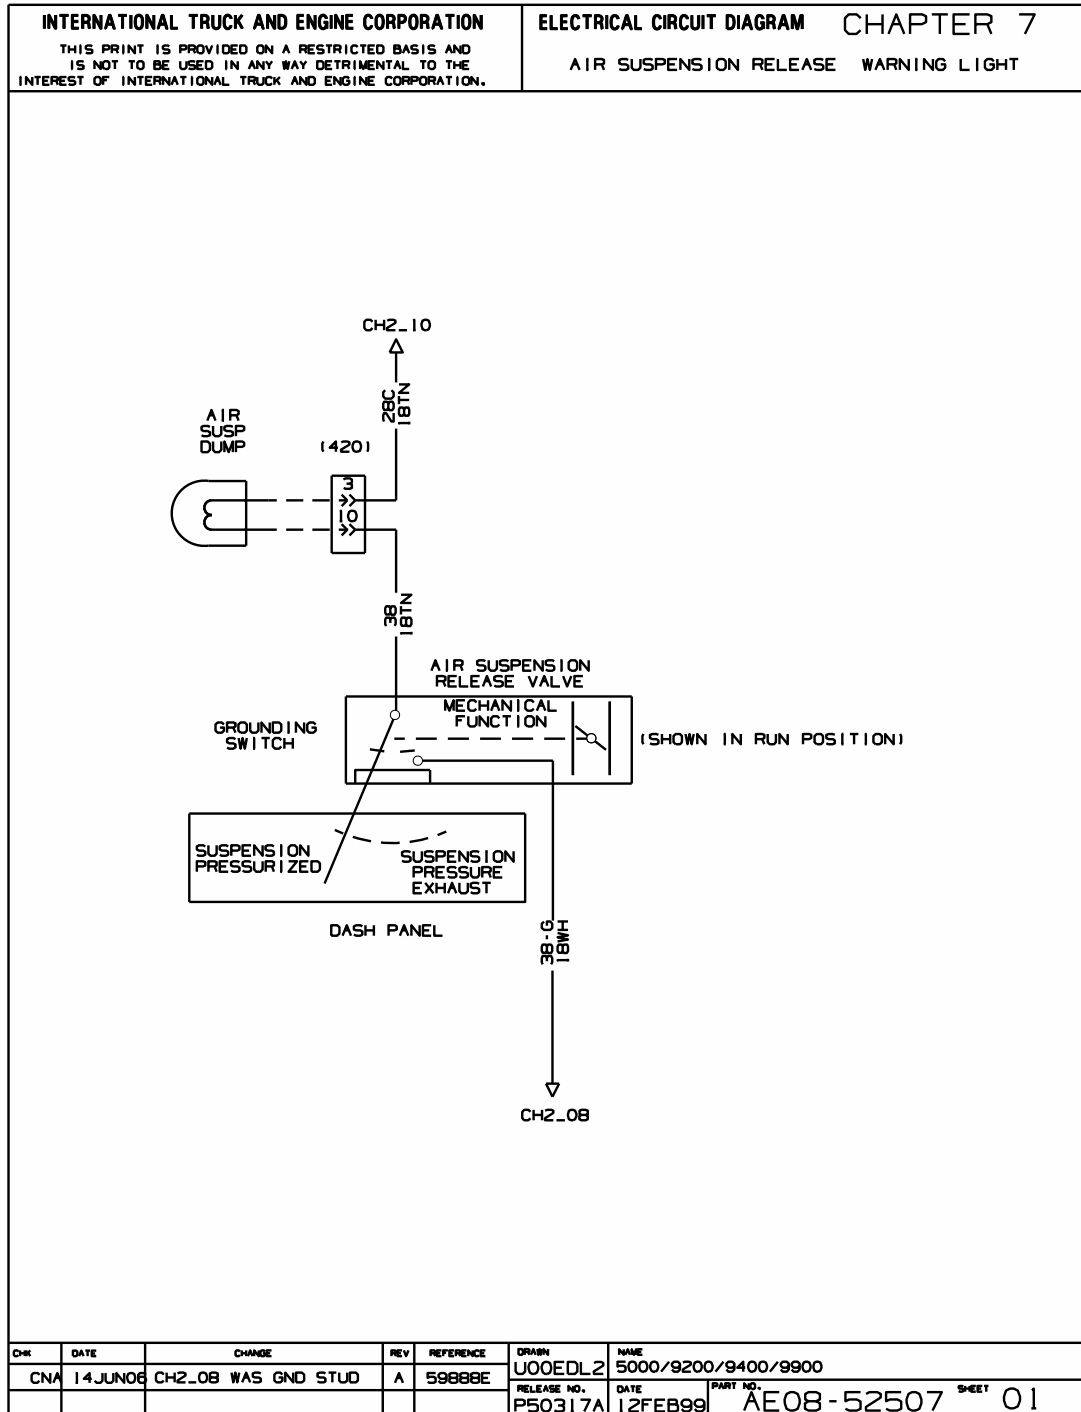 INTERNATIONAL TRUCK AND ENGINE CORPORATION
THIS PRINT IS PROVIDED ON A RESTRICTED BASIS AND
IS NOT TO BE USED IN ANY WAY DETRIMENTAL TO THE
INTEREST OF INTERNATIONAL TRUCK AND ENGINE CORPORATION.
ELECTRICAL CIRCUIT DIAGRAM CHAPTER 7
AIR SUSPENSION RELEASE WARNING LIGHT
CH2_10
28C
18TN
AIR
SUSP
DUMP
(420)
3
10
38
18TN
AIR SUSPENSION
RELEASE VALVE
MECHANICAL
FUNCTION
GROUNDING
SWITCH
(SHOWN IN RUN POSITION)
SUSPENSION
PRESSURIZED
SUSPENSION
PRESSURE
EXHAUST
DASH PANEL
38-G
18WH
CH2_08
CHK DATE CHANGE REV REFERENCE
CNA 14JUN06 CH2_08 WAS GND STUD A 59888E
DRAWN
U00EDL2
NAME
5000/9200/9400/9900
RELEASE NO.
P50317A
DATE
12FEB99
PART NO.
AE08-52507
SHEET 01